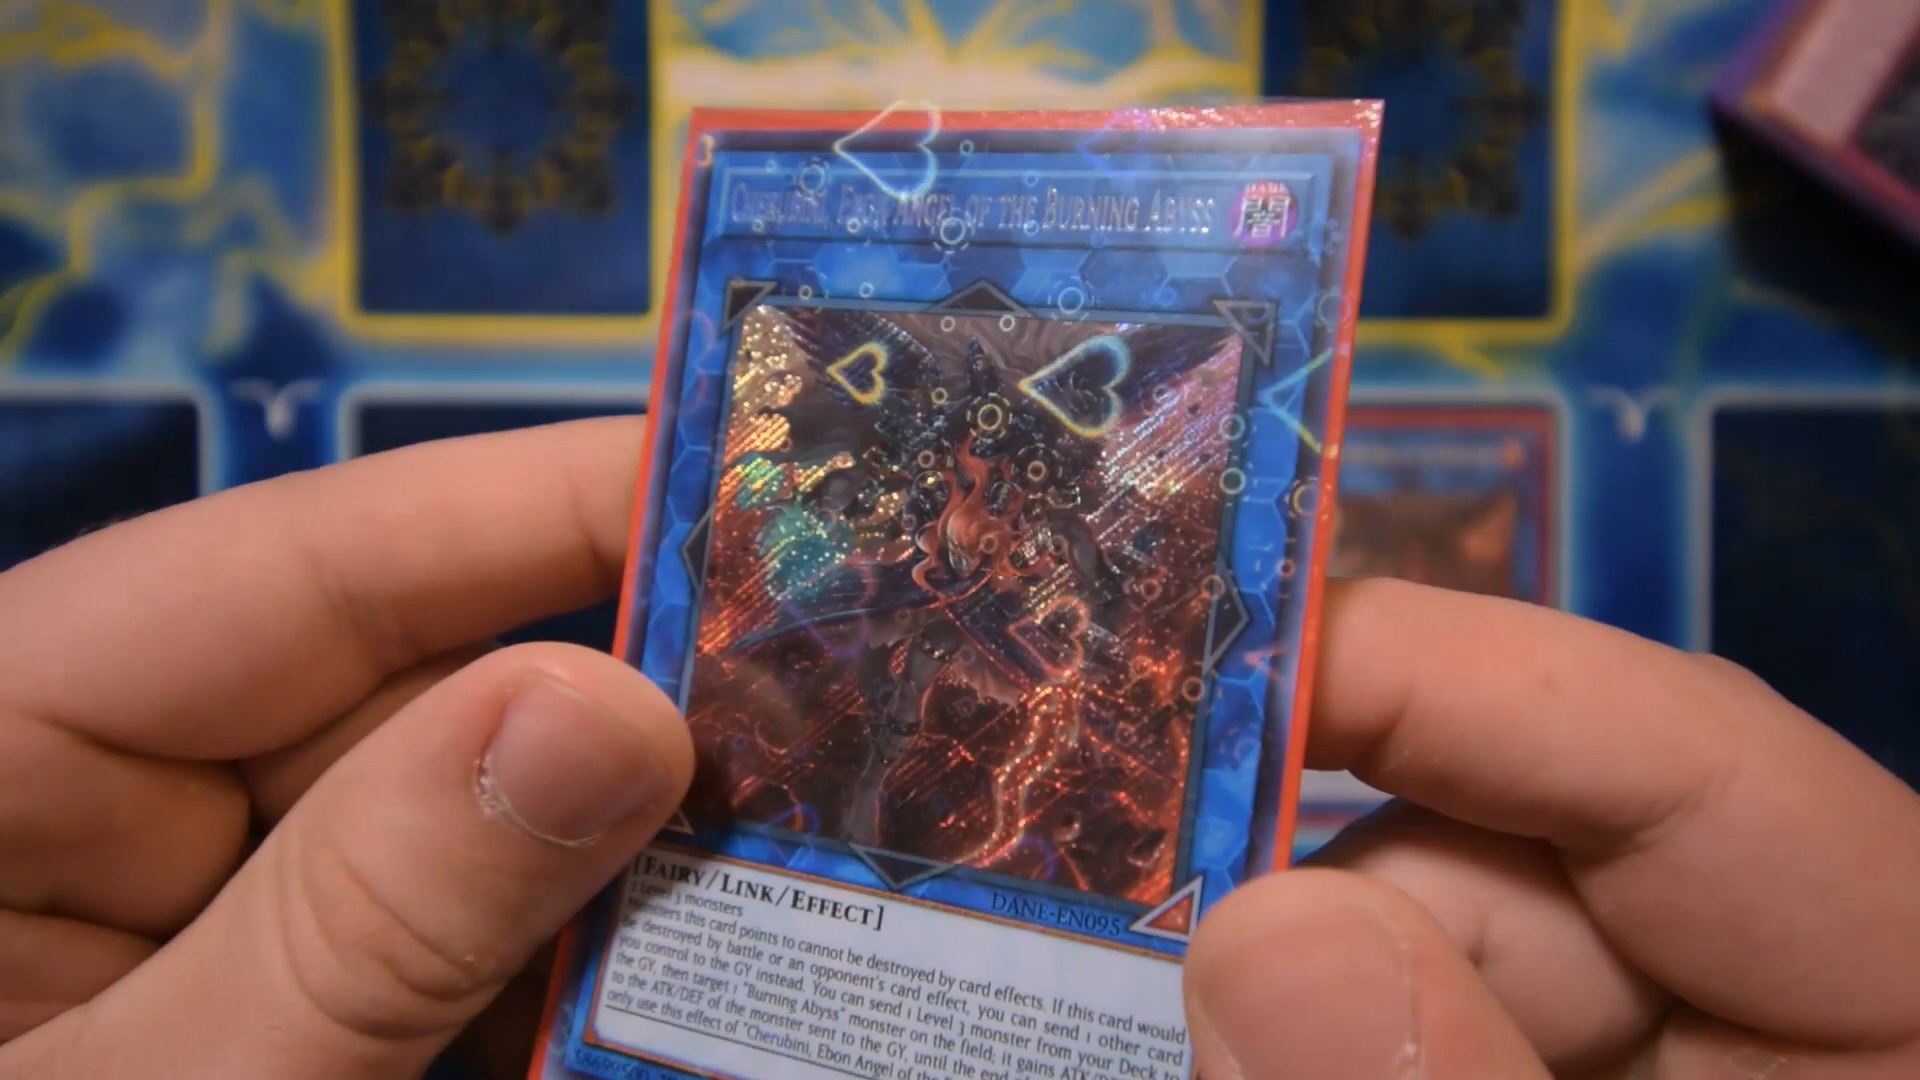 Cherubini, Ebon Angel of the Burning Abyss
闇
DANE-EN095
[Fairy/Link/Effect]
2 Level 3 monsters
Monsters this card points to cannot be destroyed by card effects. If this card would
be destroyed by battle or an opponent's card effect, you can send 1 other card
you control to the GY instead. You can send 1 Level 3 monster from your Deck to
the GY, then target 1 "Burning Abyss" monster on the field; it gains ATK/DEF
to the ATK/DEF of the monster sent to the GY, until the end
only use this effect of "Cherubini, Ebon Angel of the